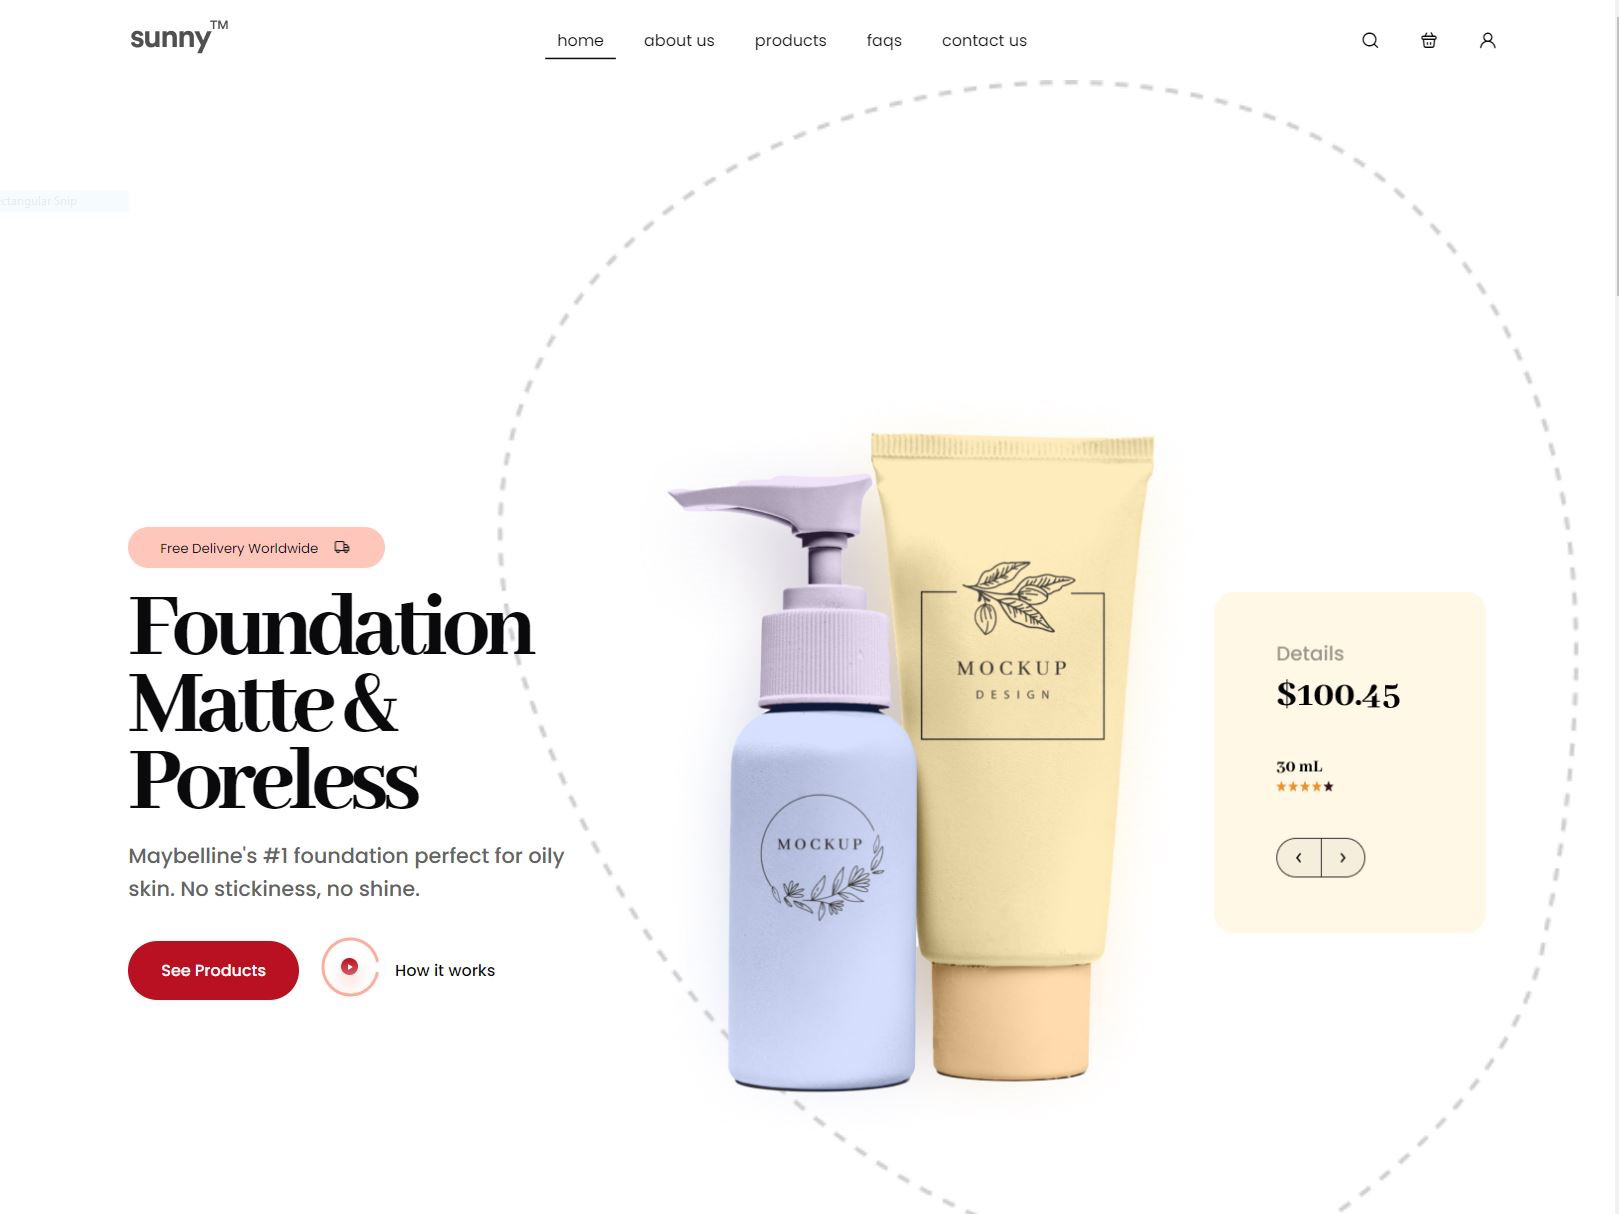 sunny™
home
about us
products
faqs
contact us
ctangular Snip
Free Delivery Worldwide
Foundation
Matte &
Poreless
Maybelline's #1 foundation perfect for oily
skin. No stickiness, no shine.
See Products
How it works
MOCKUP
DESIGN
MOCKUP
Details
$100.45
30 mL